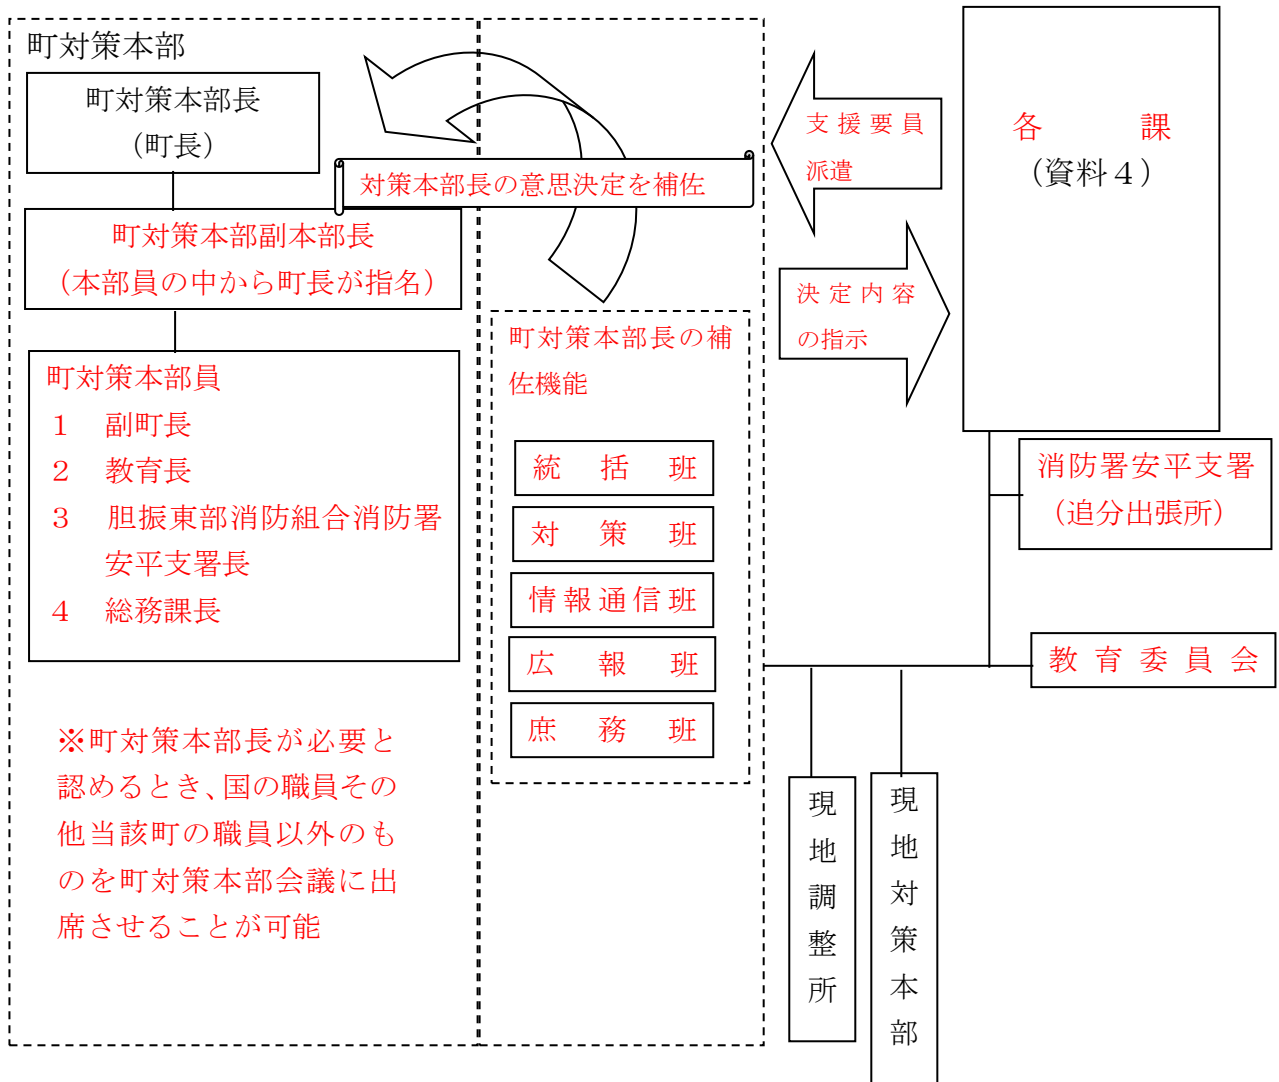 町対策本部
町対策本部長
（町長）
対策本部長の意思決定を補佐
町対策本部副本部長
（本部員の中から町長が指名）
町対策本部員
１　副町長
２　教育長
３　胆振東部消防組合消防署
安平支署長
４　総務課長
※町対策本部長が必要と
認めるとき、国の職員その
他当該町の職員以外のも
のを町対策本部会議に出
席させることが可能
町対策本部長の補
佐機能
統括班
対策班
情報通信班
広報班
庶務班
支援要員
派遣
決定内容
の指示
各課
（資料４）
消防署安平支署
（追分出張所）
教育委員会
現地調整所
現地対策本部